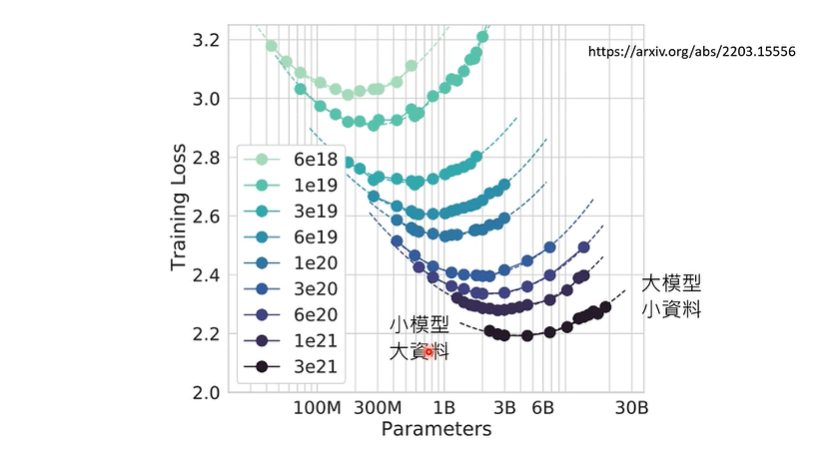 https://arxiv.org/abs/2203.15556
3.2
3.0
2.8
2.6
2.4
2.2
2.0
Training Loss
6e18
1e19
3e19
6e19
1e20
3e20
6e20
1e21
3e21
小模型
大資料
大模型
小資料
100M 300M 1B 3B 6B 30B
Parameters